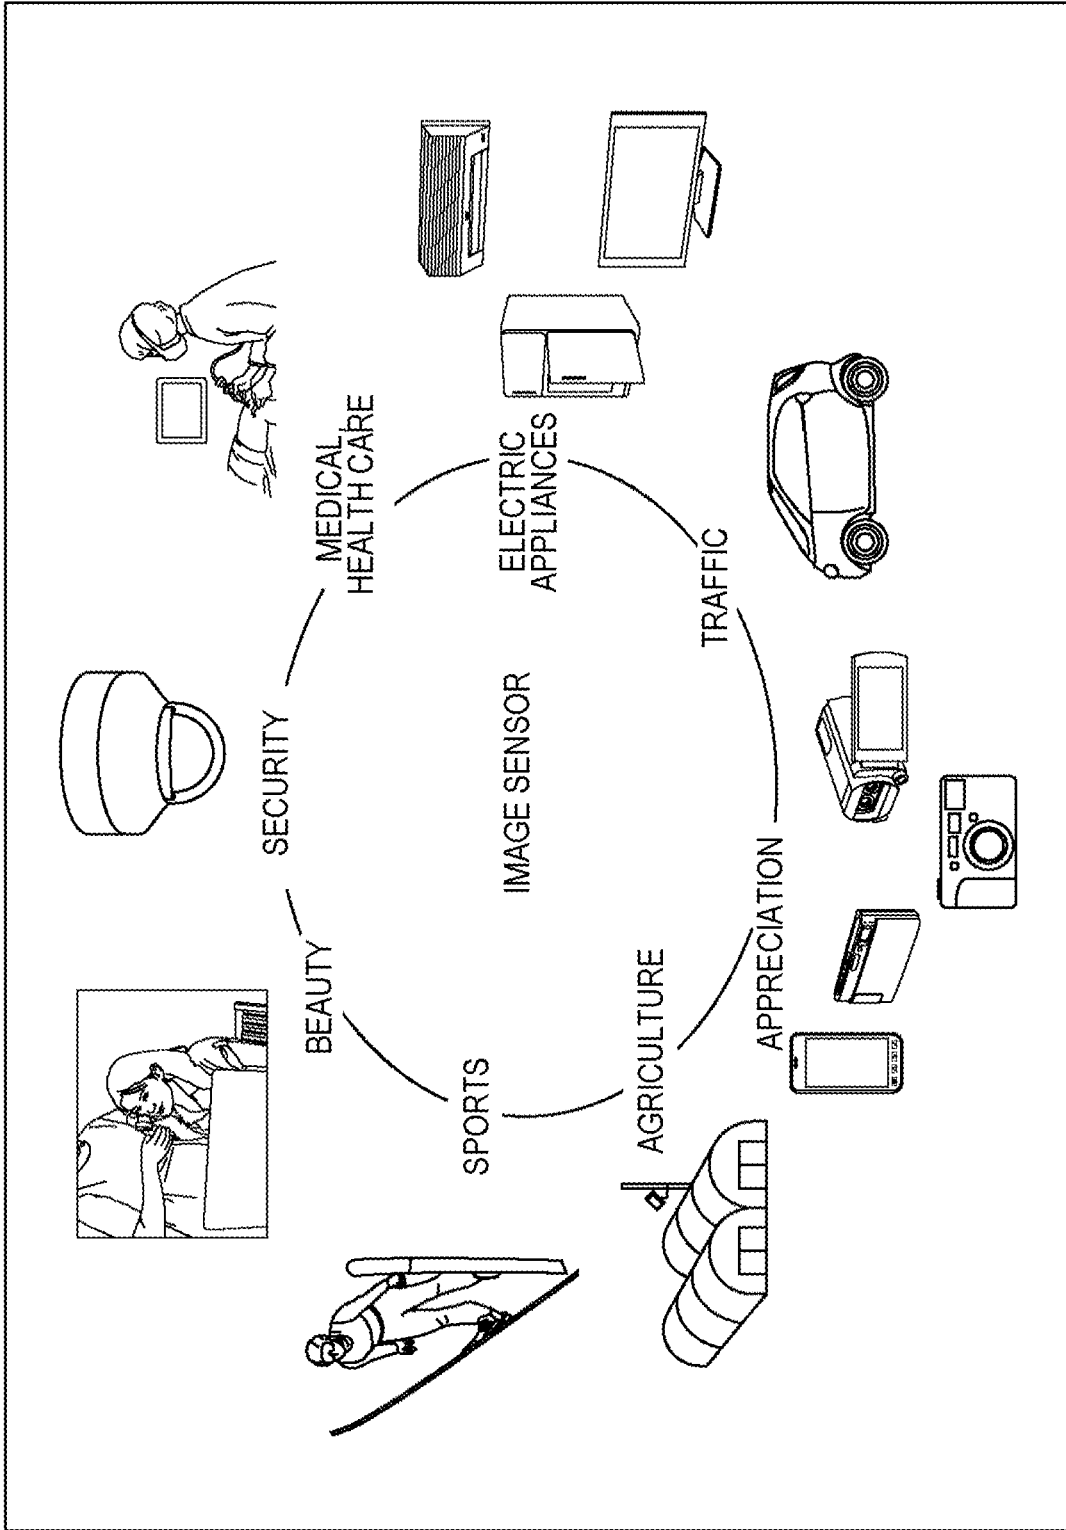 SECURITY
MEDICAL,
HEALTH CARE
BEAUTY
SPORTS
IMAGE SENSOR
ELECTRIC
APPLIANCES
AGRICULTURE
TRAFFIC
APPRECIATION